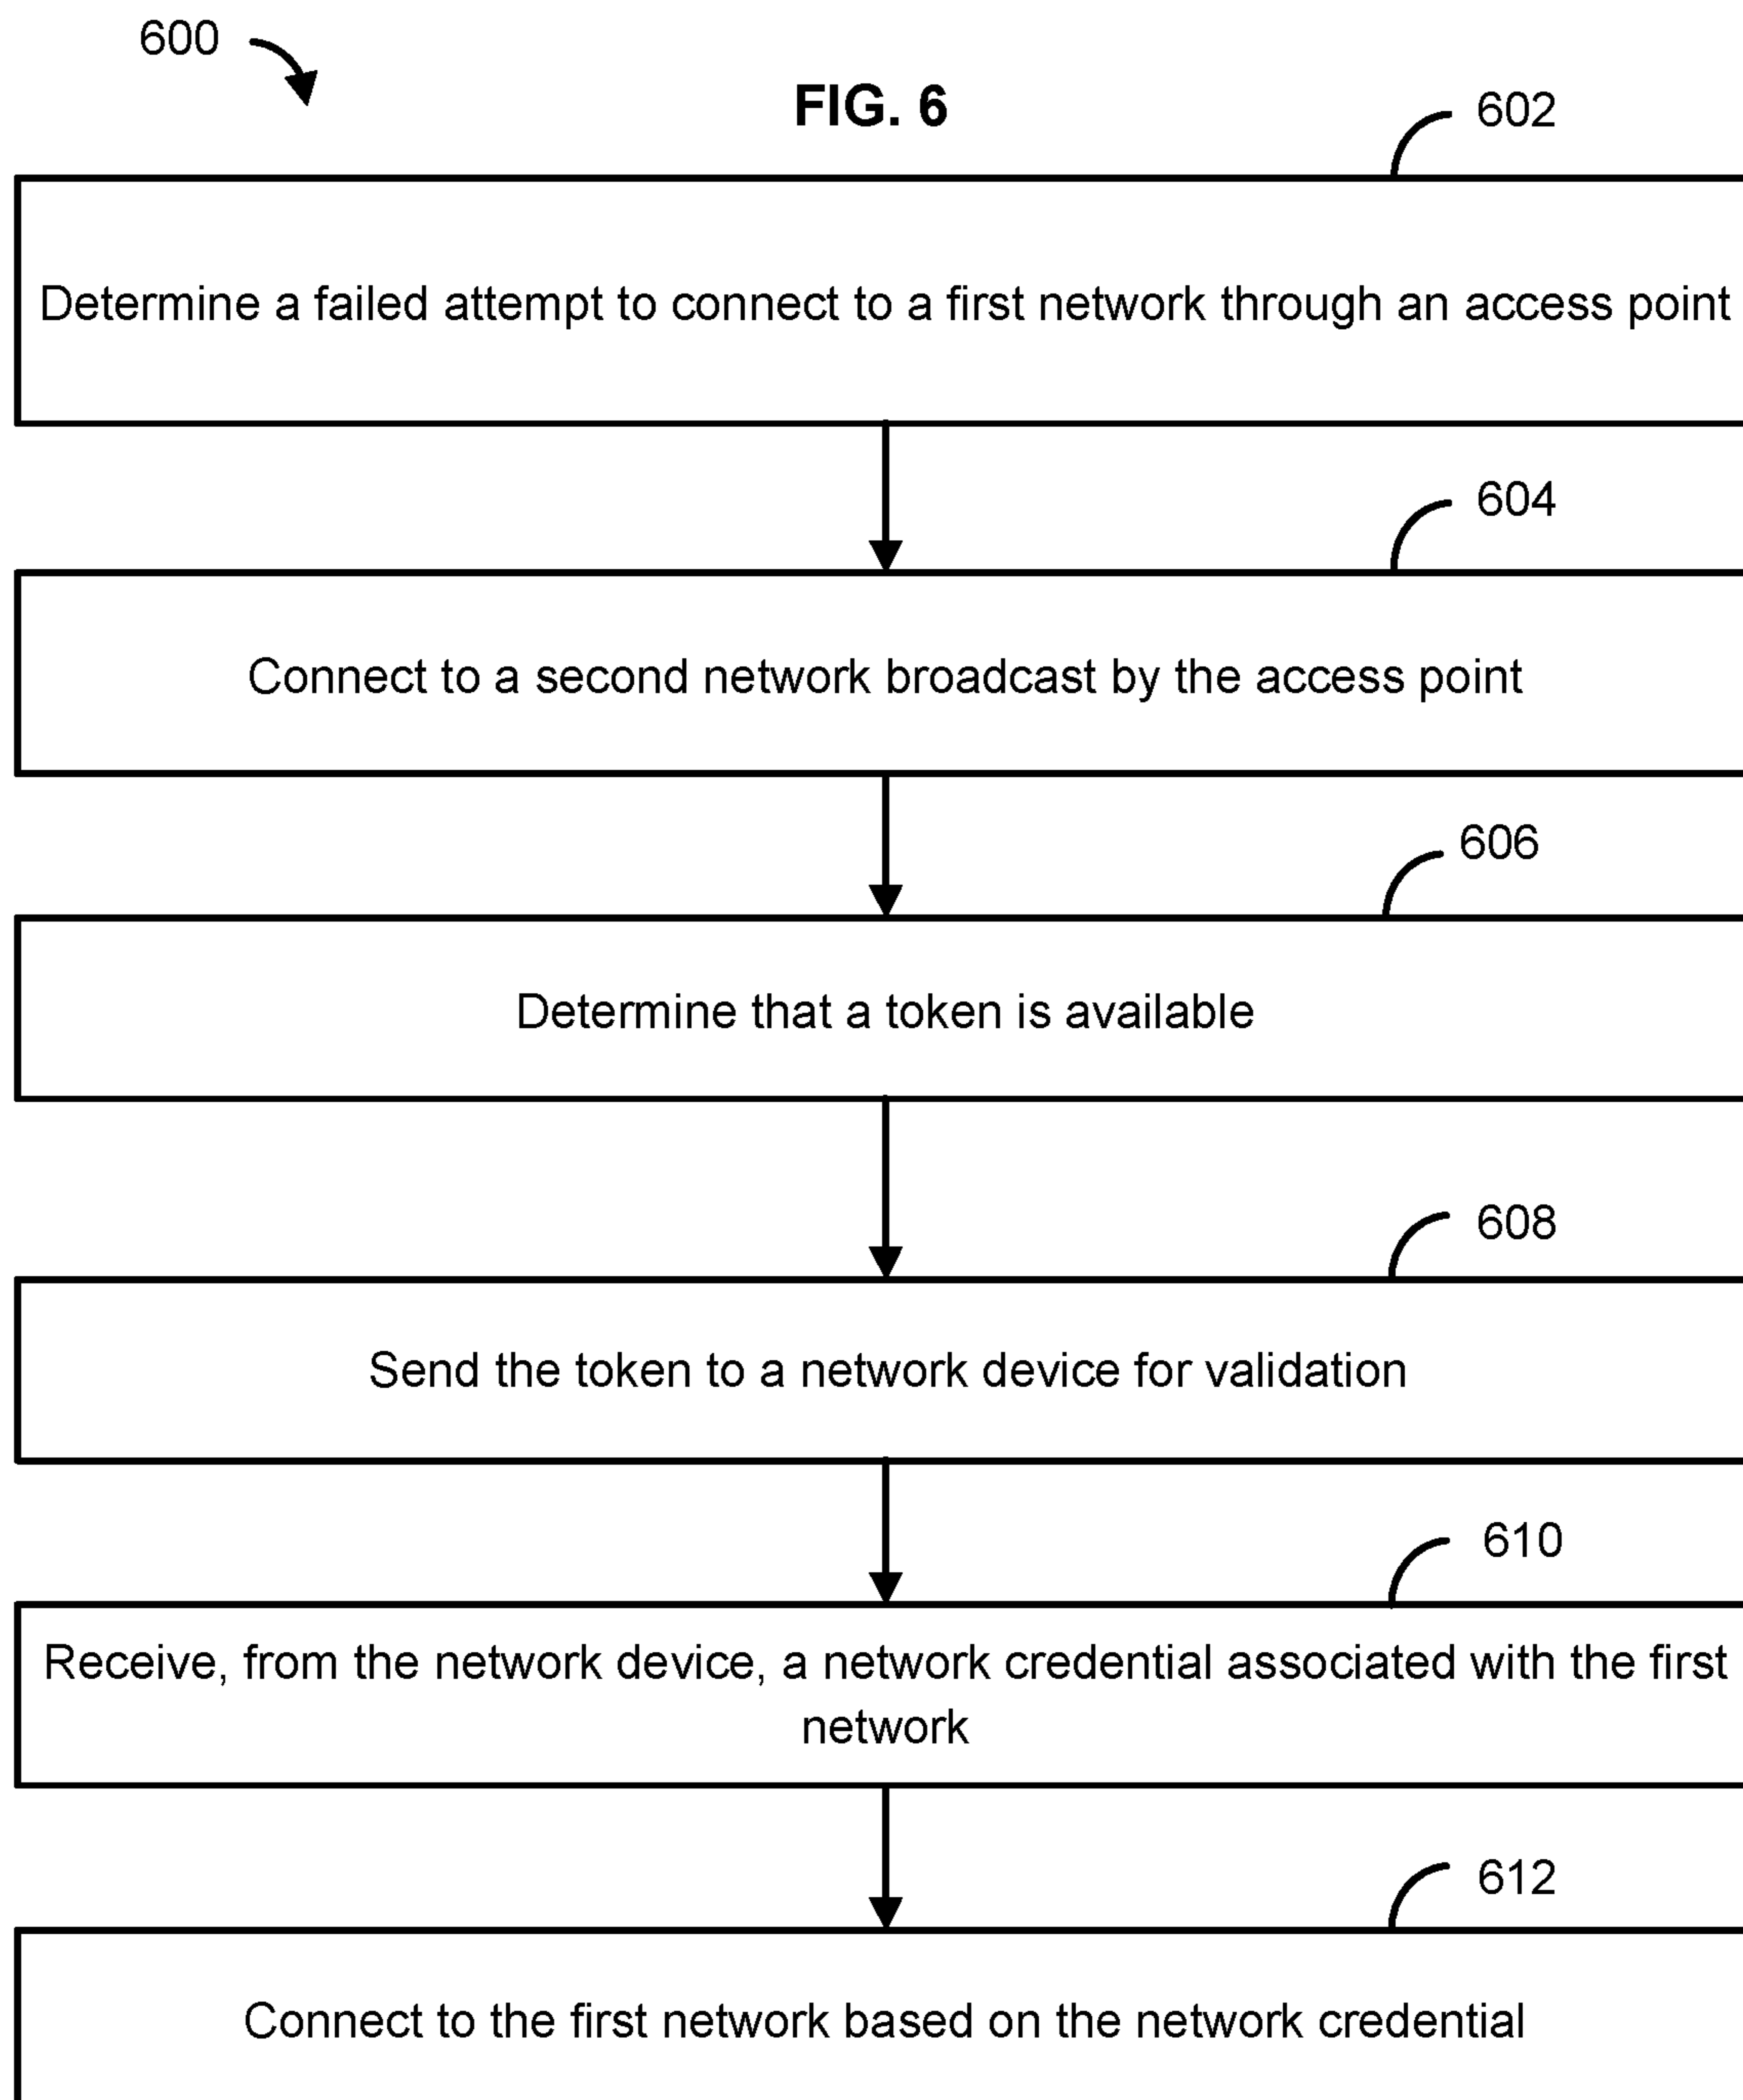 600
FIG. 6
602
Determine a failed attempt to connect to a first network through an access point
604
Connect to a second network broadcast by the access point
606
Determine that a token is available
608
Send the token to a network device for validation
610
Receive, from the network device, a network credential associated with the first
network
612
Connect to the first network based on the network credential